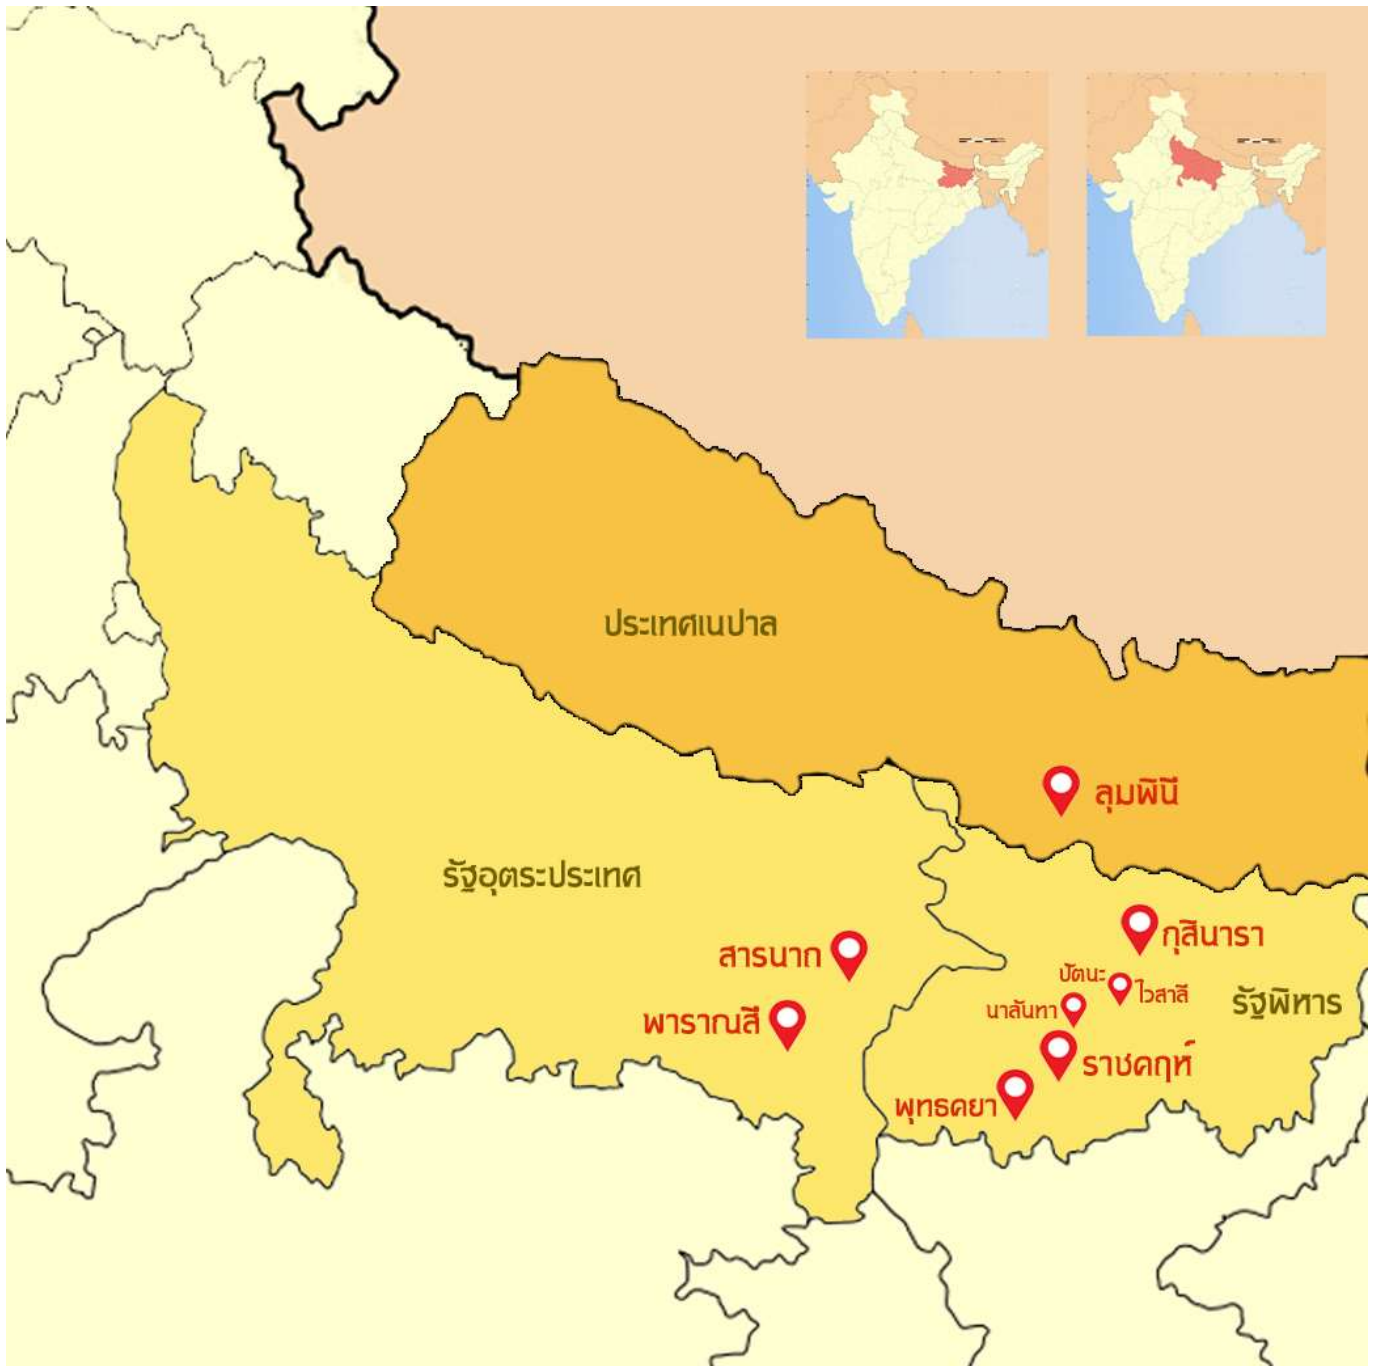 ประเทศเนปาล
ลุมพินี
รัฐอุตระประเทศ
สารนาถ
กุสินารา
ปัตนะ
ไวสาลี
นาลันทา
รัฐพิหาร
พาราณสี
ราชคฤห์
พุทธคยา